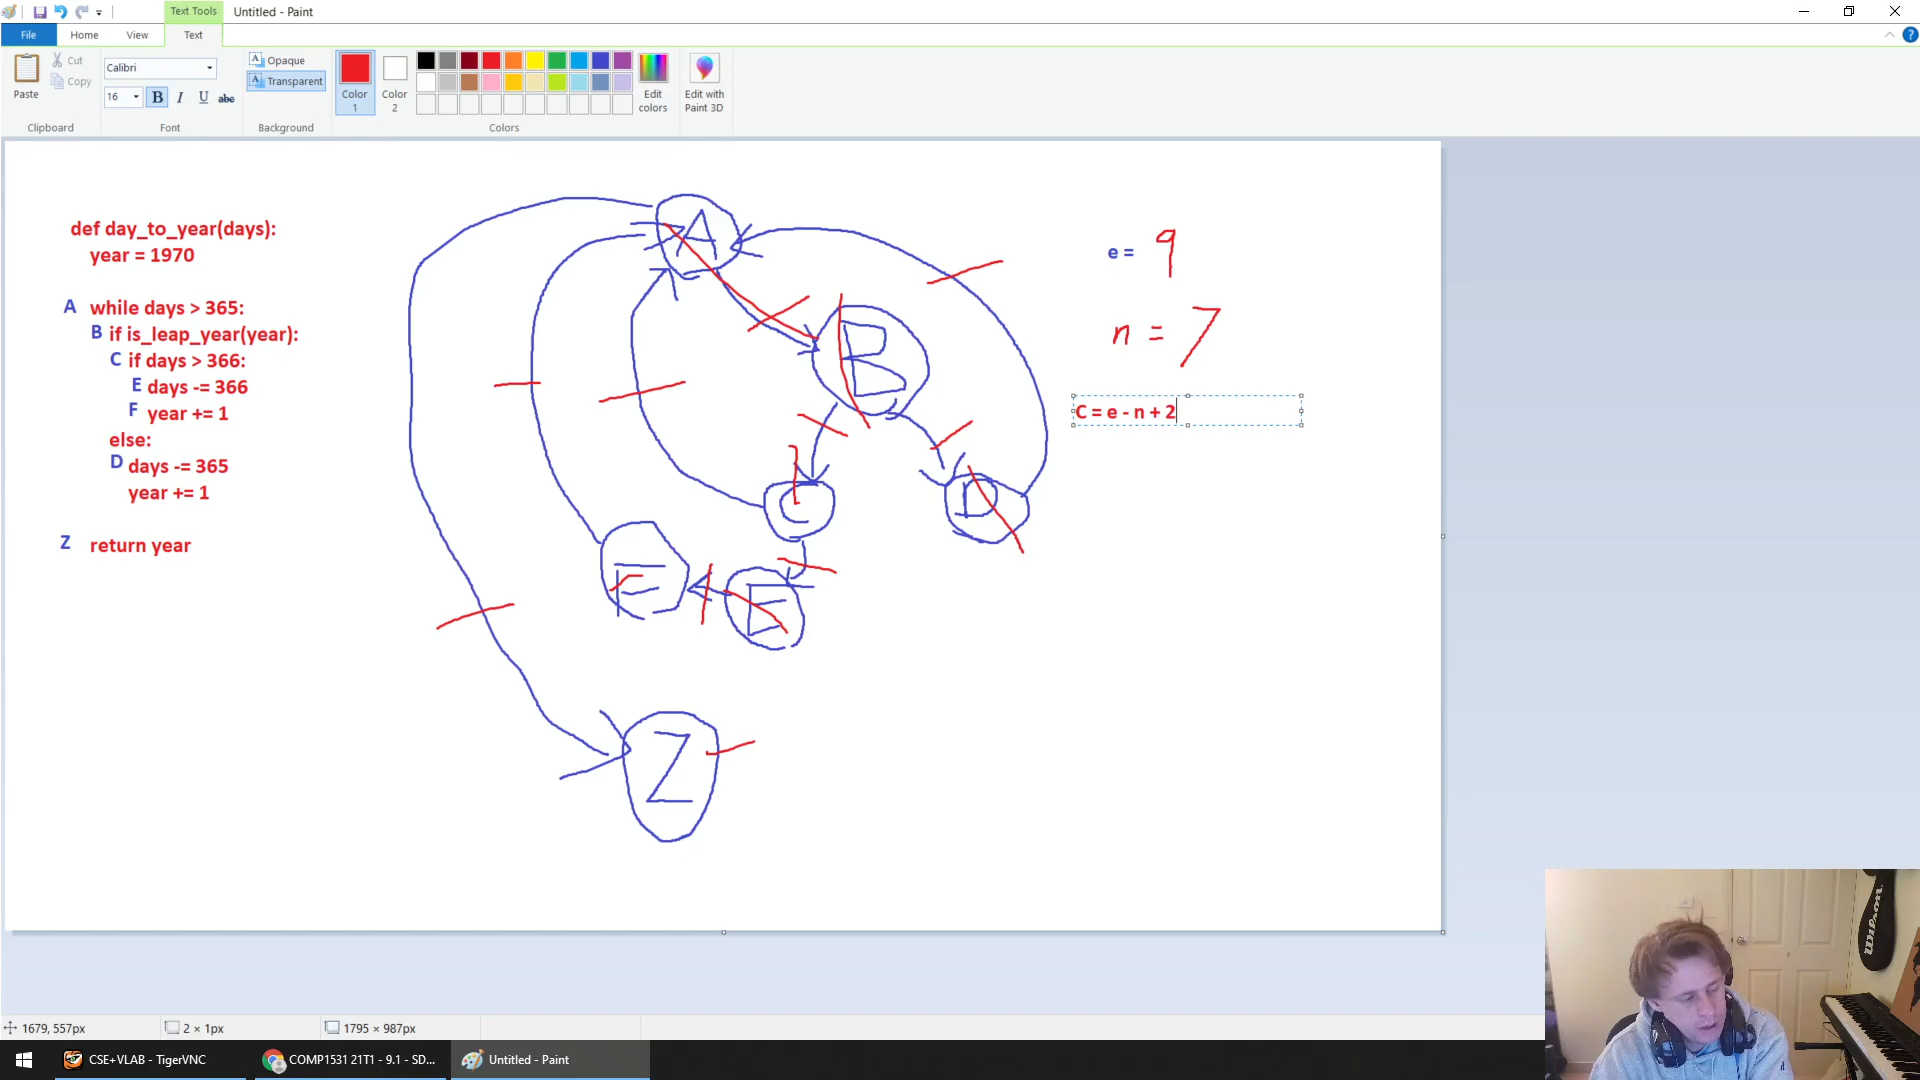 Text Tools
Untitled - Paint
File
Home
View
Text
Paste
Cut
Copy
Clipboard
Calibri
16
B
I
U
abc
Font
Opaque
Transparent
Background
Color 1
Color 2
Edit colors
Edit with Paint 3D
Colors
def day_to_year(days):
year = 1970
A while days > 365:
B if is_leap_year(year):
C if days > 366:
E days -= 366
F year += 1
else:
D days -= 365
year += 1
Z return year
A
B
C
D
E
F
Z
e = 9
n = 7
C = e - n + 2
wilson
1679, 557px
2 × 1px
1795 × 987px
CSE+VLAB - TigerVNC
COMP1531 21T1 - 9.1 - SD...
Untitled - Paint